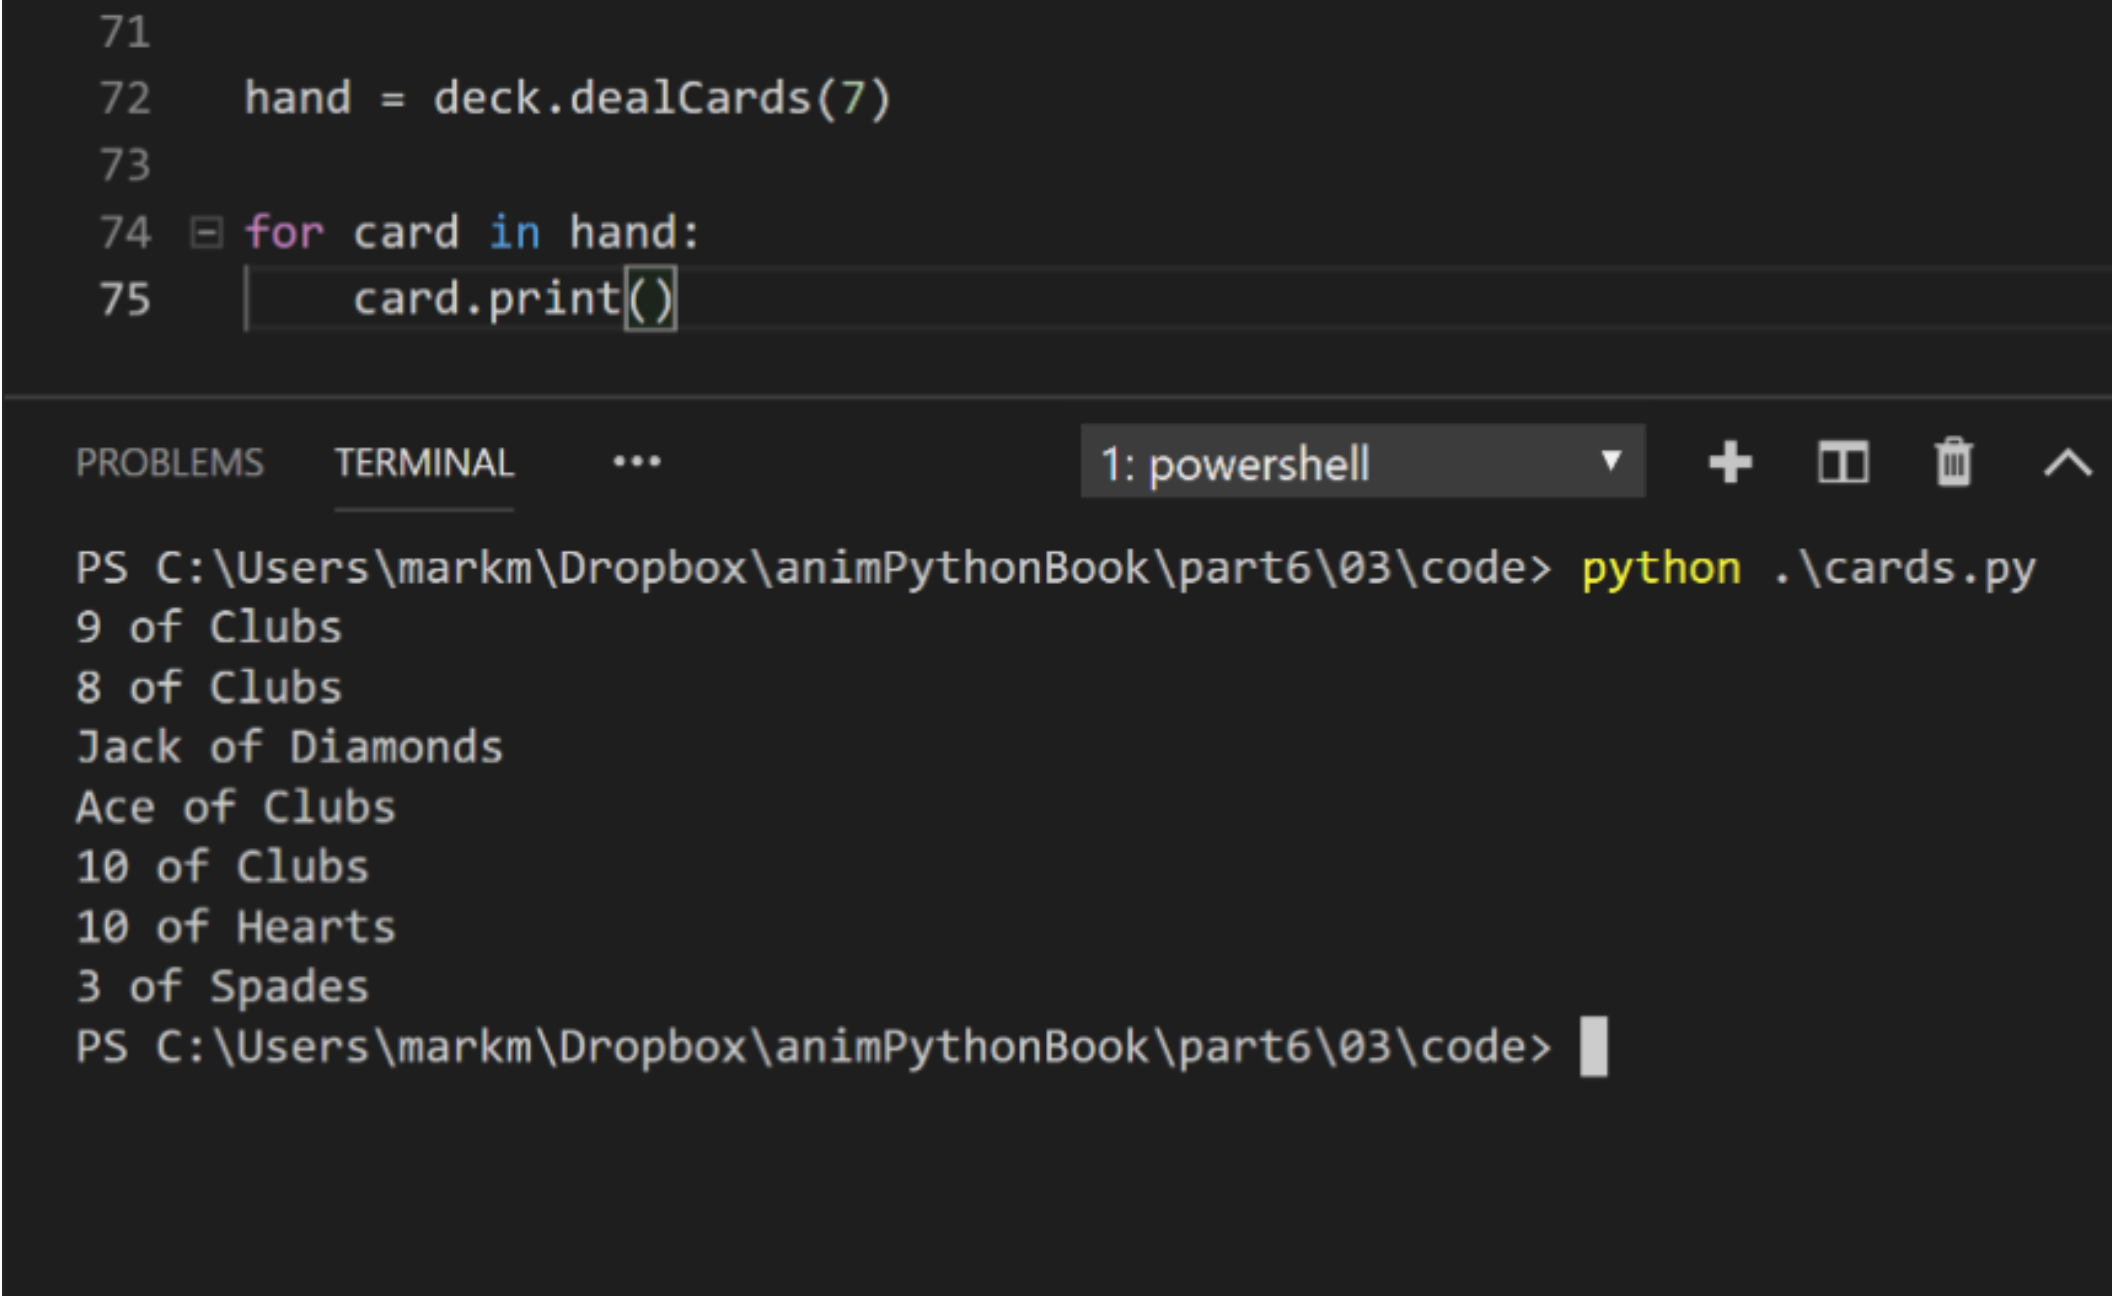 71
72 hand = deck.dealCards(7)
73
74 for card in hand:
75 card.print()
PROBLEMS TERMINAL ••• 1: powershell
PS C:\Users\markm\Dropbox\animPythonBook\part6\03\code> python .\cards.py
9 of Clubs
8 of Clubs
Jack of Diamonds
Ace of Clubs
10 of Clubs
10 of Hearts
3 of Spades
PS C:\Users\markm\Dropbox\animPythonBook\part6\03\code>